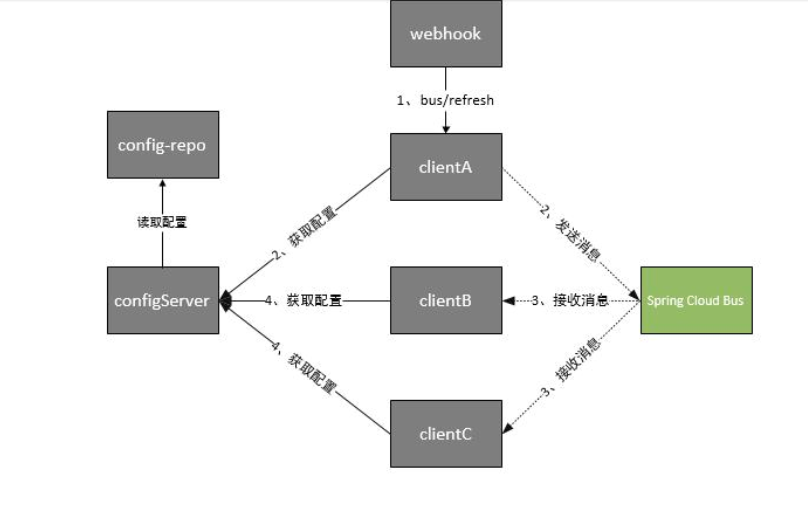 webhook
1、bus/refresh
config-repo
clientA
读取配置
2、获取配置
2、发送消息
configServer
4、获取配置
clientB
3、接收消息
Spring Cloud Bus
4、获取配置
3、接收消息
clientC